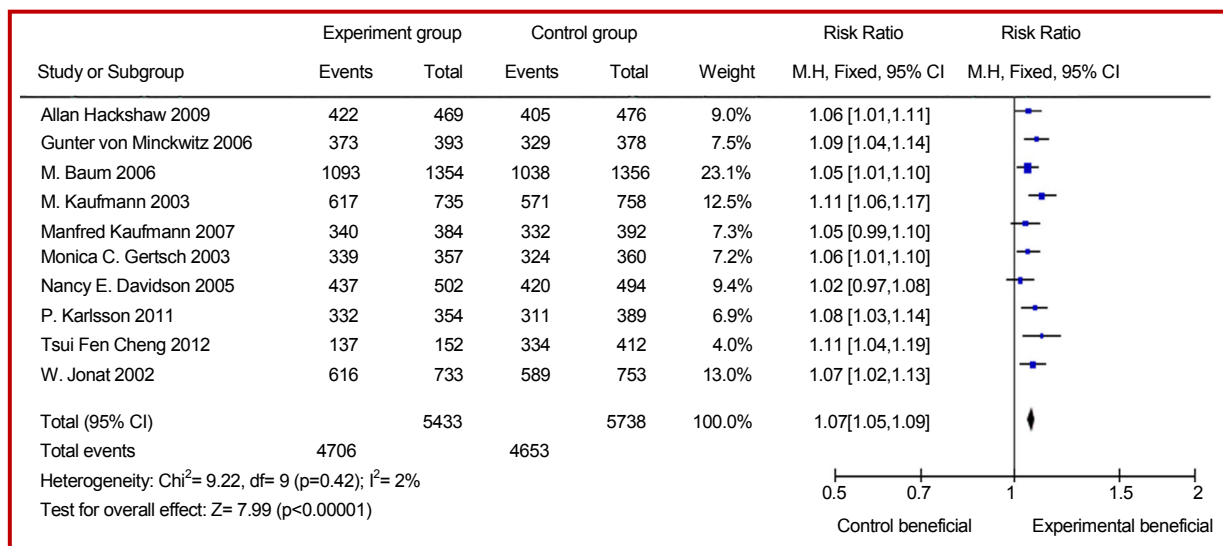 Experiment group Control group Risk Ratio Risk Ratio
Study or Subgroup Events Total Events Total Weight M.H, Fixed, 95% CI M.H, Fixed, 95% CI
Allan Hackshaw 2009 422 469 405 476 9.0% 1.06 [1.01,1.11]
Gunter von Minckwitz 2006 373 393 329 378 7.5% 1.09 [1.04,1.14]
M. Baum 2006 1093 1354 1038 1356 23.1% 1.05 [1.01,1.10]
M. Kaufmann 2003 617 735 571 758 12.5% 1.11 [1.06,1.17]
Manfred Kaufmann 2007 340 384 332 392 7.3% 1.05 [0.99,1.10]
Monica C. Gertsch 2003 339 357 324 360 7.2% 1.06 [1.01,1.10]
Nancy E. Davidson 2005 437 502 420 494 9.4% 1.02 [0.97,1.08]
P. Karlsson 2011 332 354 311 389 6.9% 1.08 [1.03,1.14]
Tsui Fen Cheng 2012 137 152 334 412 4.0% 1.11 [1.04,1.19]
W. Jonat 2002 616 733 589 753 13.0% 1.07 [1.02,1.13]
Total (95% CI) 5433 5738 100.0% 1.07[1.05,1.09]
Total events 4706 4653
Heterogeneity: Chi²= 9.22, df= 9 (p=0.42); I²= 2%
Test for overall effect: Z= 7.99 (p<0.00001)
0.5 0.7 1 1.5 2
Control beneficial Experimental beneficial